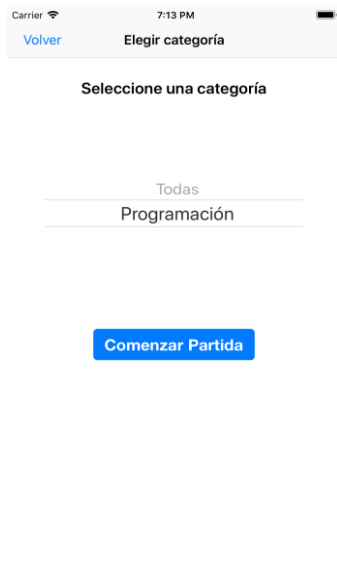 Carrier 7:13 PM
Volver Elegir categoría
Seleccione una categoría
Todas
Programación
Comenzar Partida